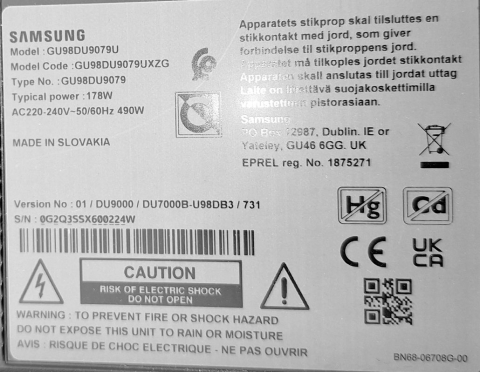 SAMSUNG
Model : GU98DU9079U
Model Code : GU98DU9079UXZG
Type No. : GU98DU9079
Typical power : 178W
AC220-240V~50/60Hz 490W
MADE IN SLOVAKIA
Apparatets stikprop skal tilsluttes en
stikkontakt med jord, som giver
forbindelse til stikproppens jord.
Apparatet må tilkoples jordet stikkontakt
Apparaten skall anslutas till jordat uttag
Laite on liitettävä suojakoskettimilla
varustettuun pistorasiaan.
Samsung
PO Box 12987, Dublin. IE or
Yateley, GU46 6GG. UK
EPREL reg. No. 1875271
Version No : 01 / DU9000 / DU7000B-U98DB3 / 731
S/N : 0G2Q3SSX600224W
Hg
Cd
CE
UK
CA
CAUTION
RISK OF ELECTRIC SHOCK
DO NOT OPEN
WARNING : TO PREVENT FIRE OR SHOCK HAZARD
DO NOT EXPOSE THIS UNIT TO RAIN OR MOISTURE
AVIS : RISQUE DE CHOC ELECTRIQUE - NE PAS OUVRIR
BN68-06708G-00